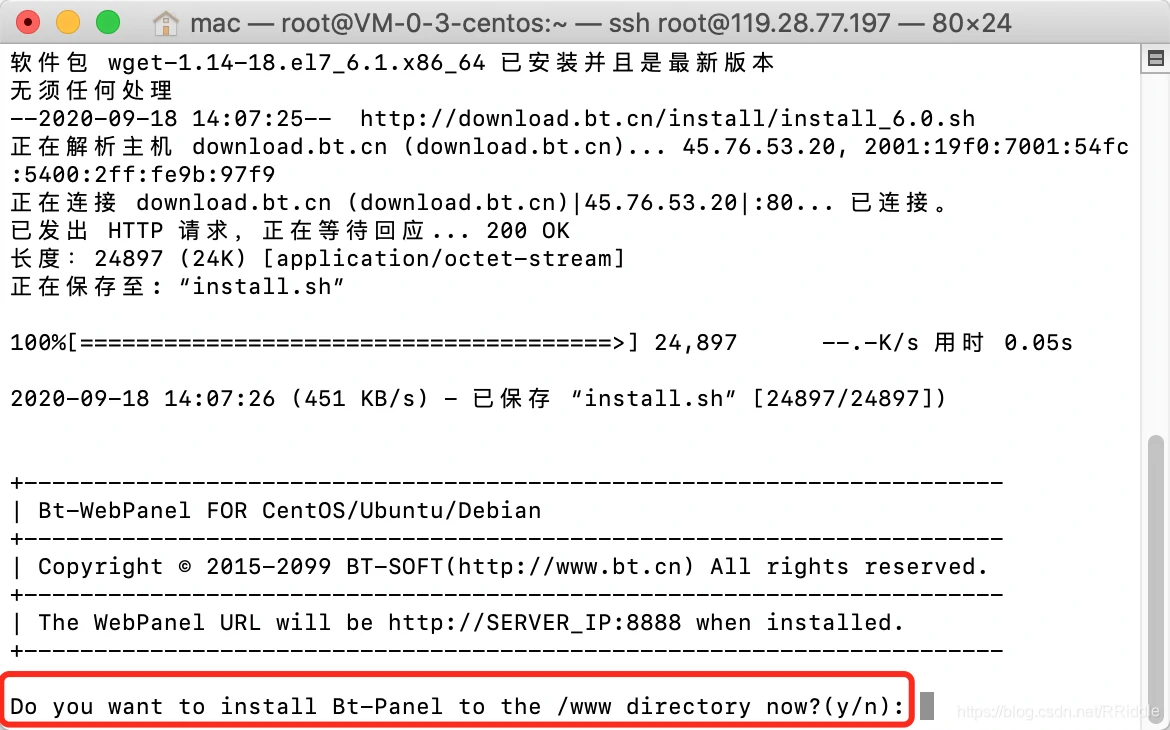 mac — root@VM-0-3-centos:~ — ssh root@119.28.77.197 — 80×24
软件包 wget-1.14-18.el7_6.1.x86_64 已安装并且是最新版本
无须任何处理
--2020-09-18 14:07:25--  http://download.bt.cn/install/install_6.0.sh
正在解析主机 download.bt.cn (download.bt.cn)... 45.76.53.20, 2001:19f0:7001:54fc
:5400:2ff:fe9b:97f9
正在连接 download.bt.cn (download.bt.cn)|45.76.53.20|:80... 已连接。
已发出 HTTP 请求，正在等待回应... 200 OK
长度：24897 (24K) [application/octet-stream]
正在保存至: “install.sh”
100%[======================================>] 24,897      --.-K/s 用时 0.05s
2020-09-18 14:07:26 (451 KB/s) - 已保存 “install.sh” [24897/24897])
+----------------------------------------------------------------------
| Bt-WebPanel FOR CentOS/Ubuntu/Debian
+----------------------------------------------------------------------
| Copyright © 2015-2099 BT-SOFT(http://www.bt.cn) All rights reserved.
+----------------------------------------------------------------------
| The WebPanel URL will be http://SERVER_IP:8888 when installed.
+----------------------------------------------------------------------
Do you want to install Bt-Panel to the /www directory now?(y/n):
https://blog.csdn.net/RRiddle